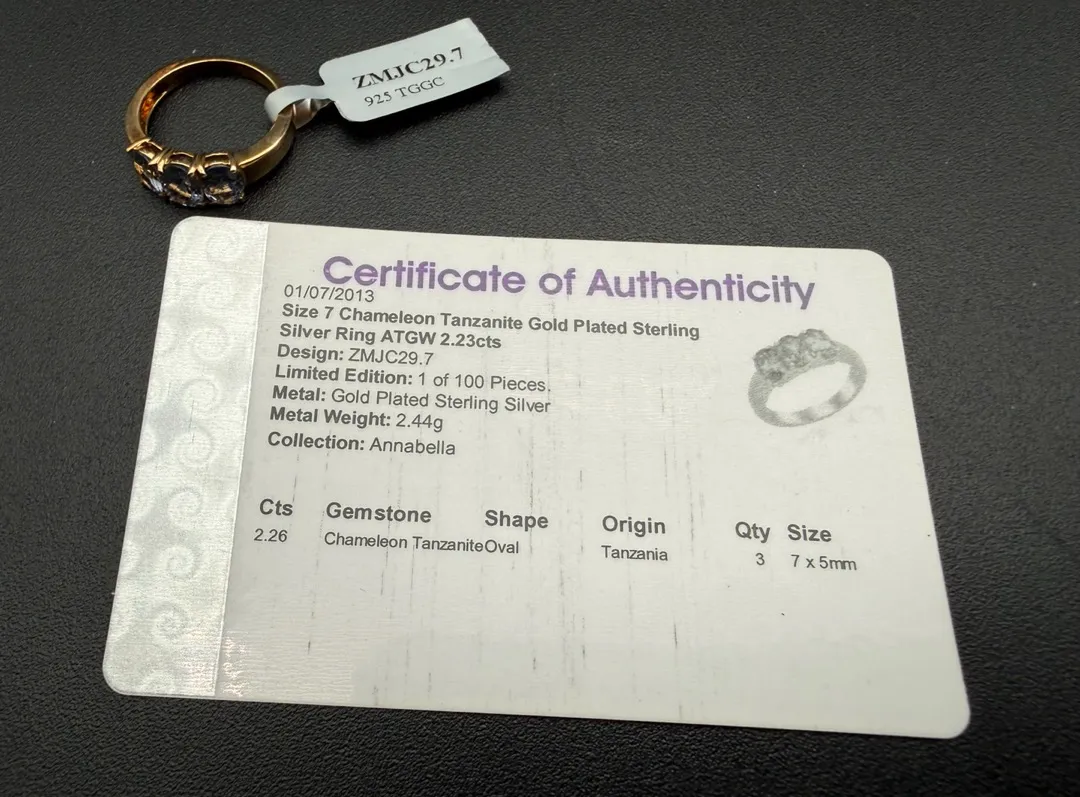 ZMJC29.7
925 TGGC
Certificate of Authenticity
01/07/2013
Size 7 Chameleon Tanzanite Gold Plated Sterling
Silver Ring ATGW 2.23cts
Design: ZMJC29.7
Limited Edition: 1 of 100 Pieces.
Metal: Gold Plated Sterling Silver
Metal Weight: 2.44g
Collection: Annabella
Cts Gemstone Shape Origin Qty Size
2.26 Chameleon Tanzanite Oval Tanzania 3 7 x 5mm